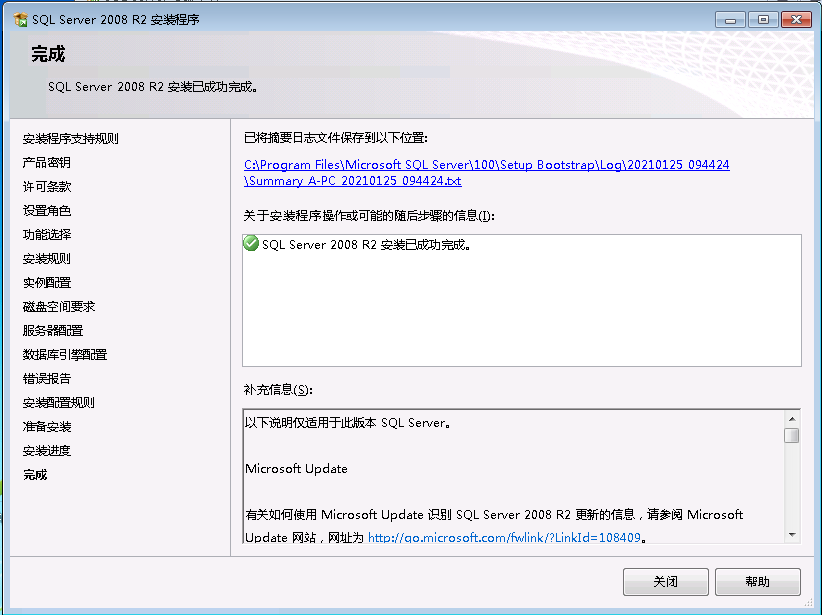 SQL Server 2008 R2 安装程序
完成
SQL Server 2008 R2 安装已成功完成。
安装程序支持规则
产品密钥
许可条款
设置角色
功能选择
安装规则
实例配置
磁盘空间要求
服务器配置
数据库引擎配置
错误报告
安装配置规则
准备安装
安装进度
完成
已将摘要日志文件保存到以下位置:
C:\Program Files\Microsoft SQL Server\100\Setup Bootstrap\Log\20210125_094424
\Summary_A-PC_20210125_094424.txt
关于安装程序操作或可能的随后步骤的信息(I):
SQL Server 2008 R2 安装已成功完成。
补充信息(S):
以下说明仅适用于此版本 SQL Server。
Microsoft Update
有关如何使用 Microsoft Update 识别 SQL Server 2008 R2 更新的信息，请参阅 Microsoft
Update 网站，网址为 http://go.microsoft.com/fwlink/?LinkId=108409。
关闭
帮助